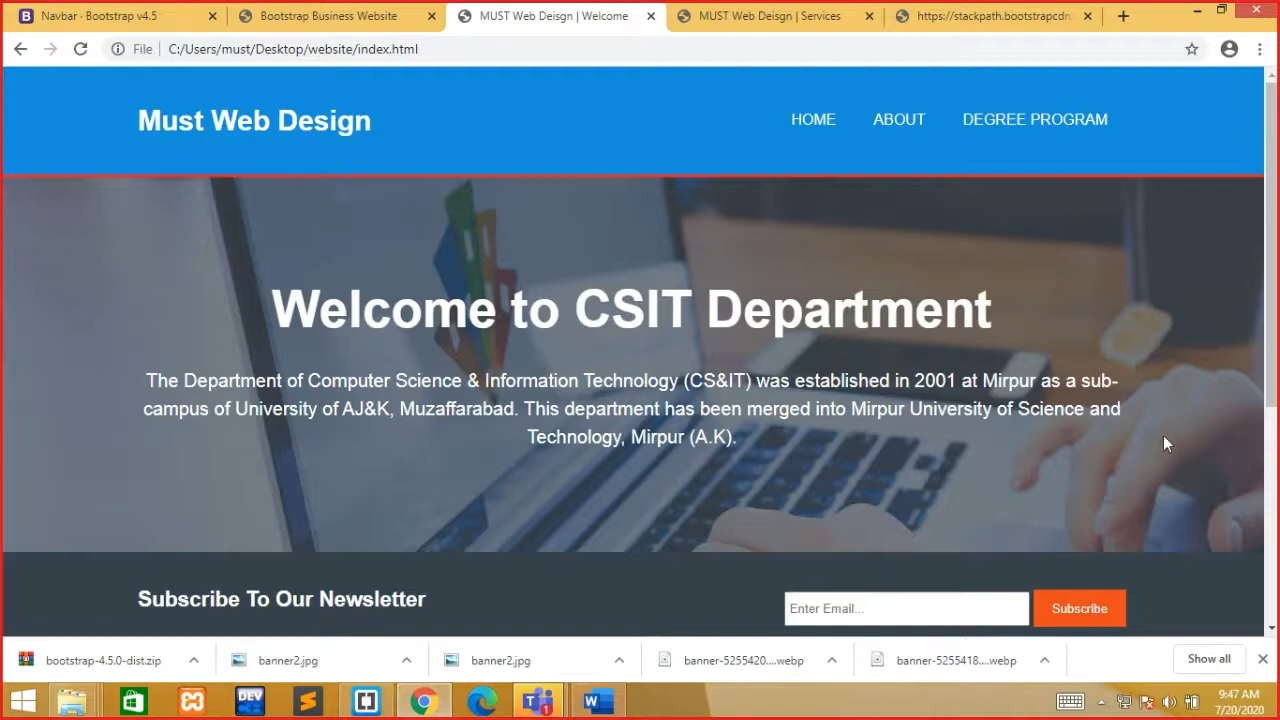 Navbar · Bootstrap v4.5
Bootstrap Business Website
MUST Web Deisgn | Welcome
MUST Web Deisgn | Services
https://stackpath.bootstrapcdn.
File
C:/Users/must/Desktop/website/index.html
Must Web Design
HOME
ABOUT
DEGREE PROGRAM
Welcome to CSIT Department
The Department of Computer Science & Information Technology (CS&IT) was established in 2001 at Mirpur as a sub-
campus of University of AJ&K, Muzaffarabad. This department has been merged into Mirpur University of Science and
Technology, Mirpur (A.K).
Subscribe To Our Newsletter
Enter Email...
Subscribe
bootstrap-4.5.0-dist.zip
banner2.jpg
banner2.jpg
banner-5255420....webp
banner-5255418....webp
Show all
DEV
1
W
9:47 AM
7/20/2020